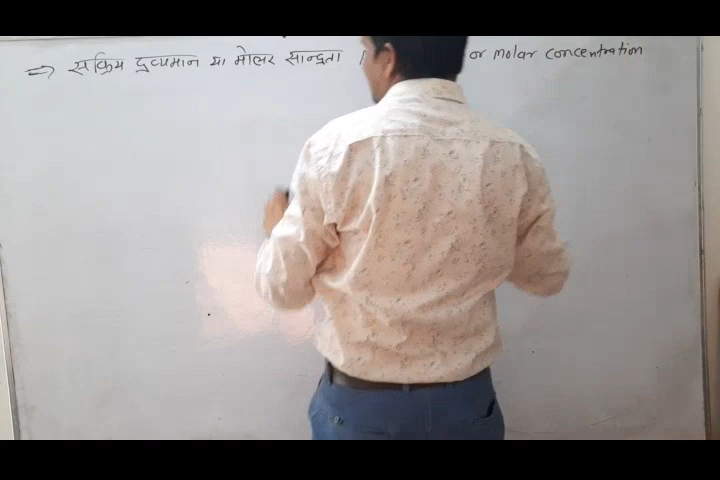 ⇒ सक्रिय द्रव्यमान या मोलर सान्द्रता or molar concentration